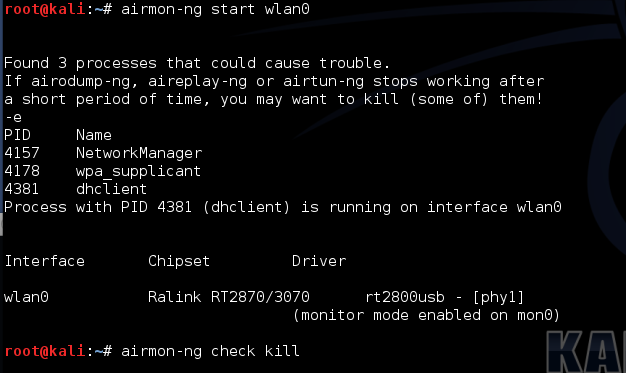 root@kali:~# airmon-ng start wlan0
Found 3 processes that could cause trouble.
If airodump-ng, aireplay-ng or airtun-ng stops working after
a short period of time, you may want to kill (some of) them!
-e
PID     Name
4157    NetworkManager
4178    wpa_supplicant
4381    dhclient
Process with PID 4381 (dhclient) is running on interface wlan0
Interface       Chipset         Driver
wlan0           Ralink RT2870/3070      rt2800usb - [phy1]
                                (monitor mode enabled on mon0)
root@kali:~# airmon-ng check kill
KA